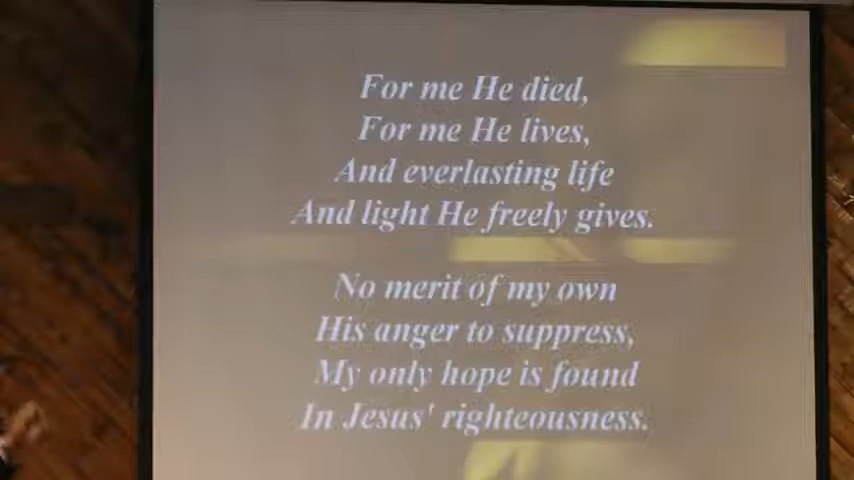 For me He died,
For me He lives,
And everlasting life
And light He freely gives.
No merit of my own
His anger to suppress,
My only hope is found
In Jesus' righteousness.